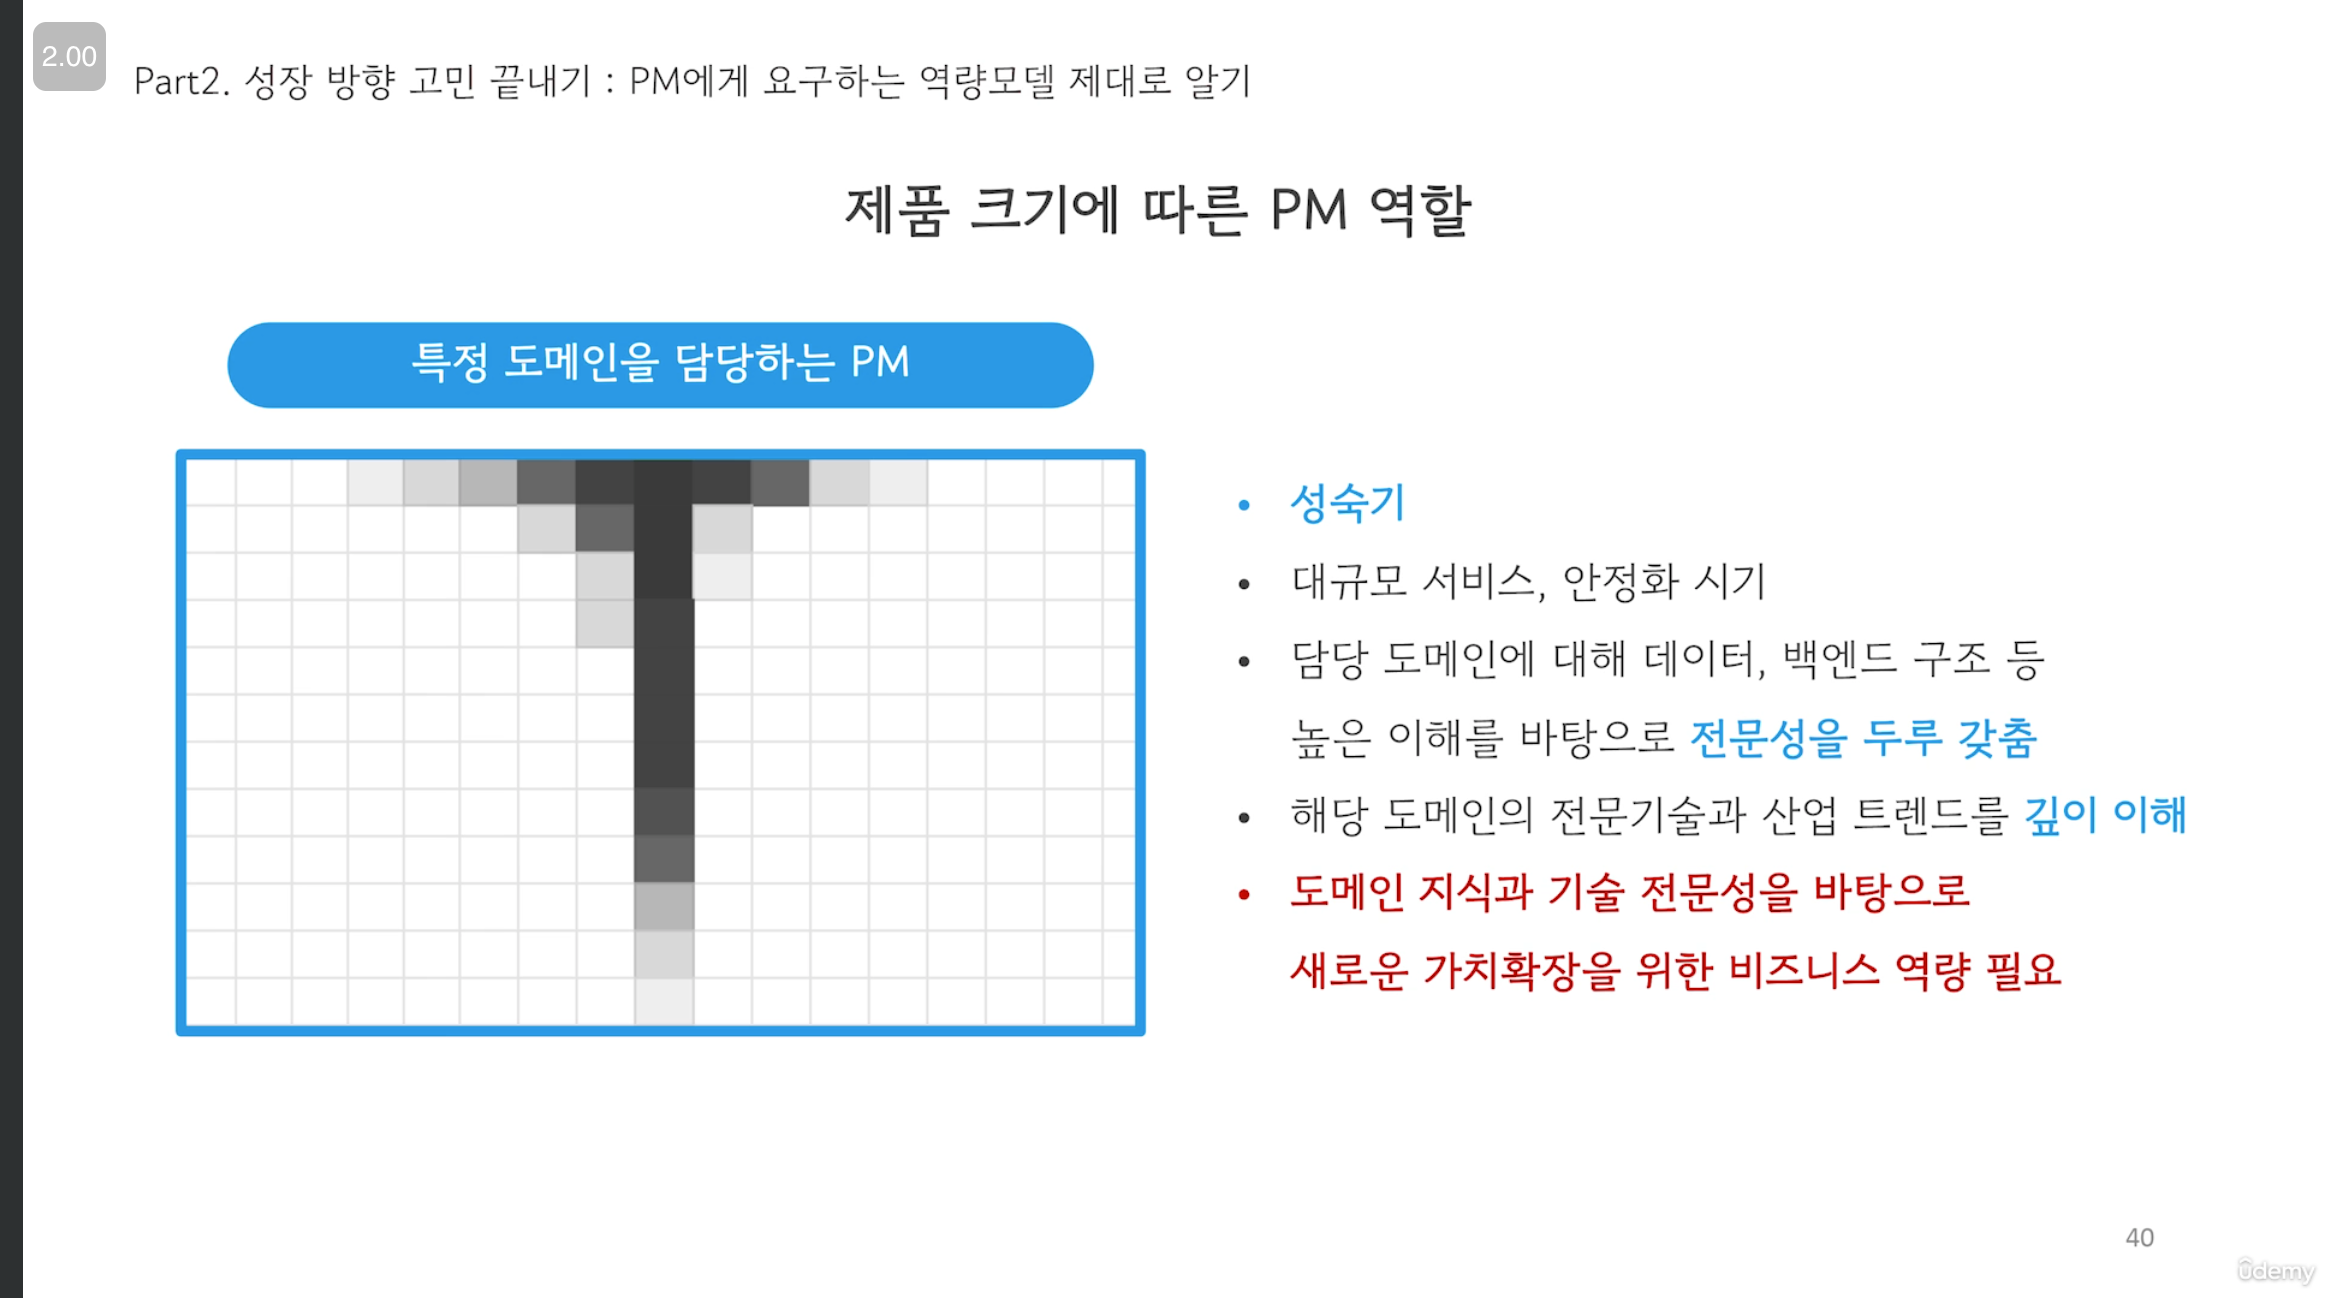 2.00
Part2. 성장 방향 고민 끝내기 : PM에게 요구하는 역량모델 제대로 알기
제품 크기에 따른 PM 역할
특정 도메인을 담당하는 PM
• 성숙기
• 대규모 서비스, 안정화 시기
• 담당 도메인에 대해 데이터, 백엔드 구조 등
높은 이해를 바탕으로 전문성을 두루 갖춤
• 해당 도메인의 전문기술과 산업 트렌드를 깊이 이해
• 도메인 지식과 기술 전문성을 바탕으로
새로운 가치확장을 위한 비즈니스 역량 필요
40
ûdemy